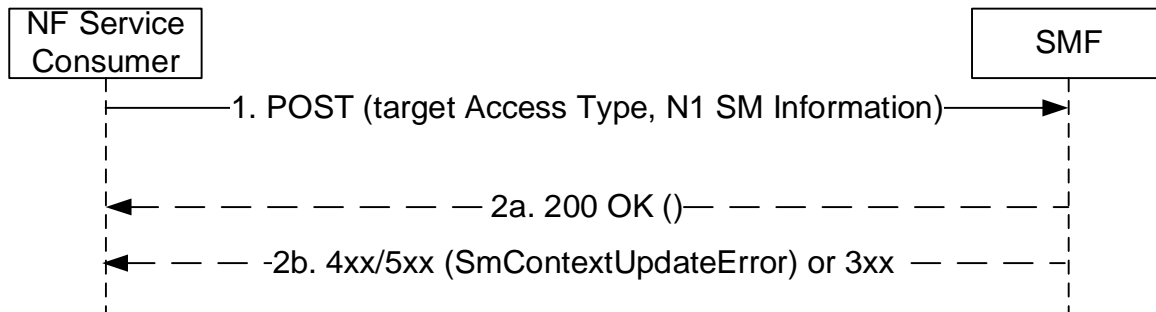 NF Service
Consumer
SMF
1. POST (target Access Type, N1 SM Information)
2a. 200 OK ()
2b. 4xx/5xx (SmContextUpdateError) or 3xx